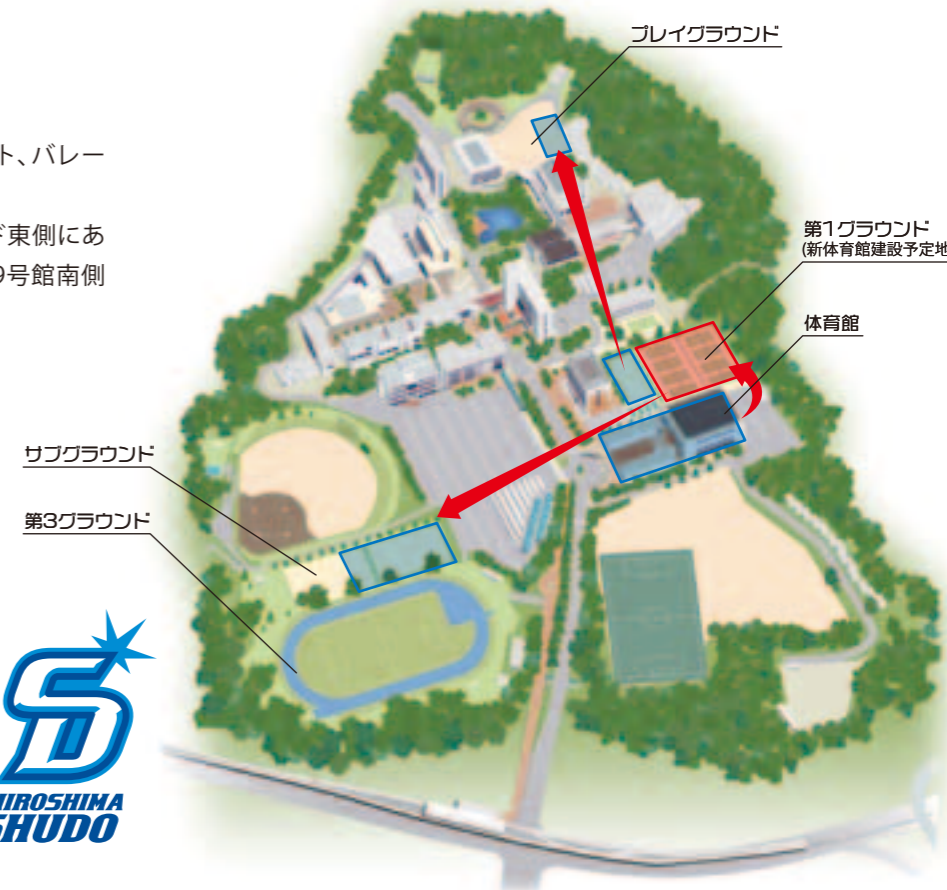 プレイグラウンド
ト、バレー
ド東側にあ
9号館南側
第1グラウンド
(新体育館建設予定地
体育館
サブグラウンド
第3グラウンド
SD
HIROSHIMA
SHUDO